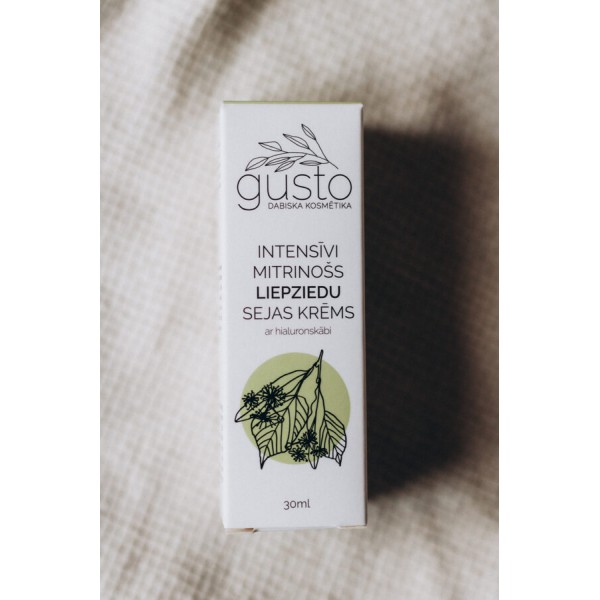 gusto
DABISKA KOSMĒTIKA
INTENSĪVI
MITRINOŠS
LIEPZIEDU
SEJAS KRĒMS
ar hialuronskābi
30ml